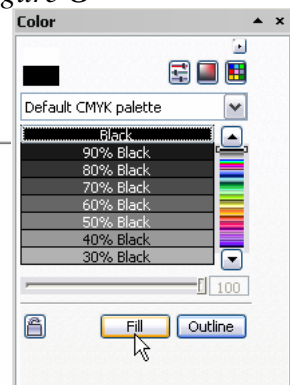 gure G
Color
Default CMYK palette
Black
90% Black
80% Black
70% Black
60% Black
50% Black
40% Black
30% Black
100
Fill
Outline